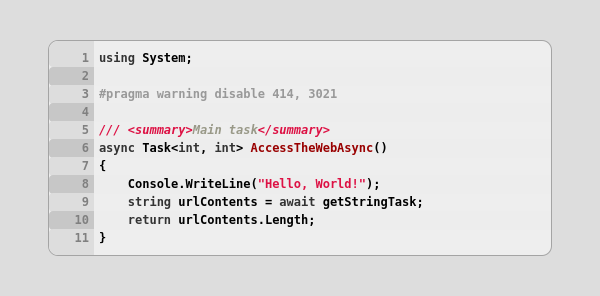 1 using System;
2
3 #pragma warning disable 414, 3021
4
5 /// <summary>Main task</summary>
6 async Task<int, int> AccessTheWebAsync()
7 {
8     Console.WriteLine("Hello, World!");
9     string urlContents = await getStringTask;
10     return urlContents.Length;
11 }